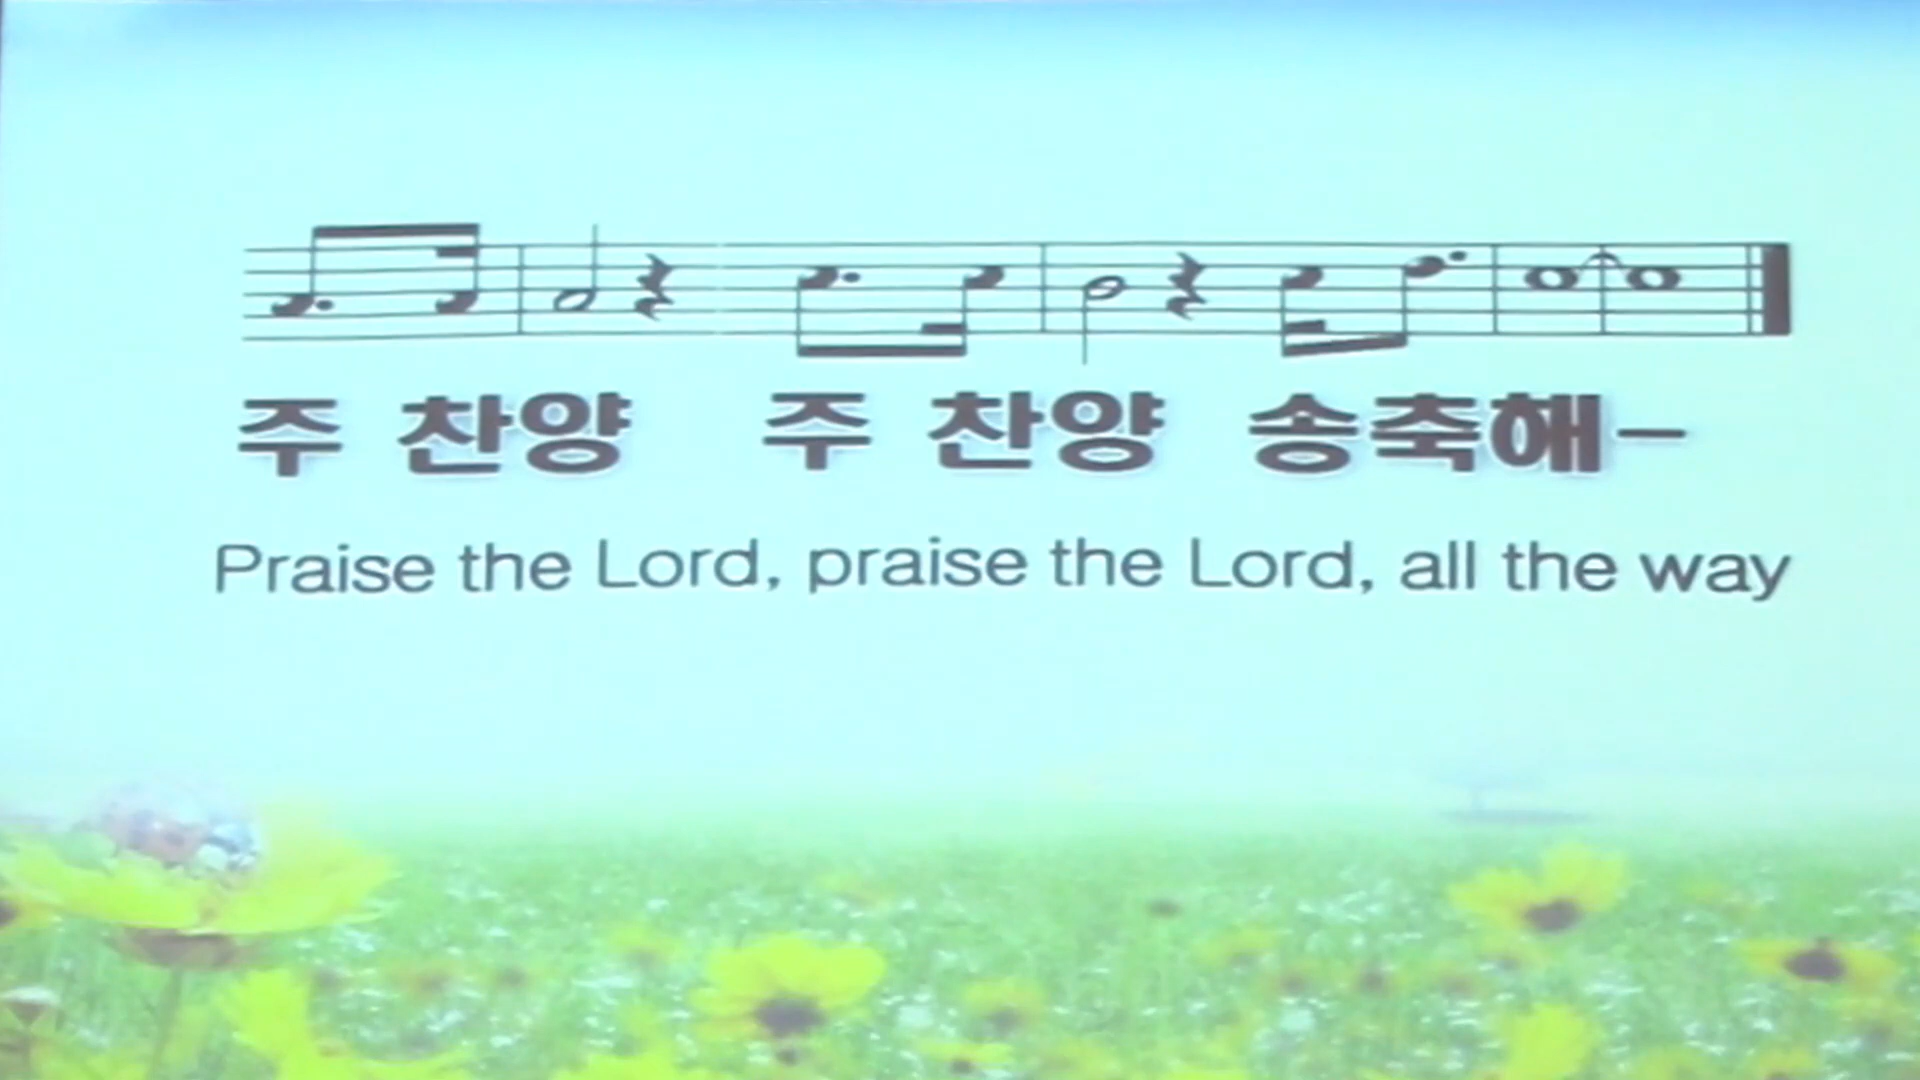 주 찬양 주 찬양 송축해-
Praise the Lord, praise the Lord, all the way